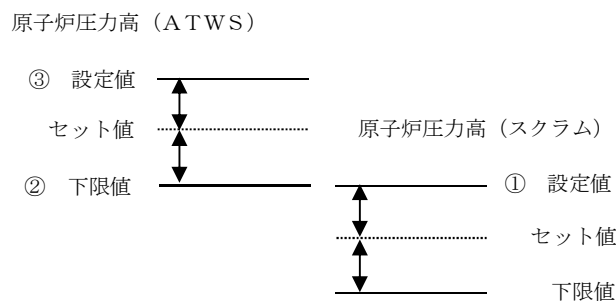 原子炉圧力高（ＡＴＷＳ）
③　設定値
セット値
② 下限値
原子炉圧力高（スクラム）
① 設定値
セット値
下限値